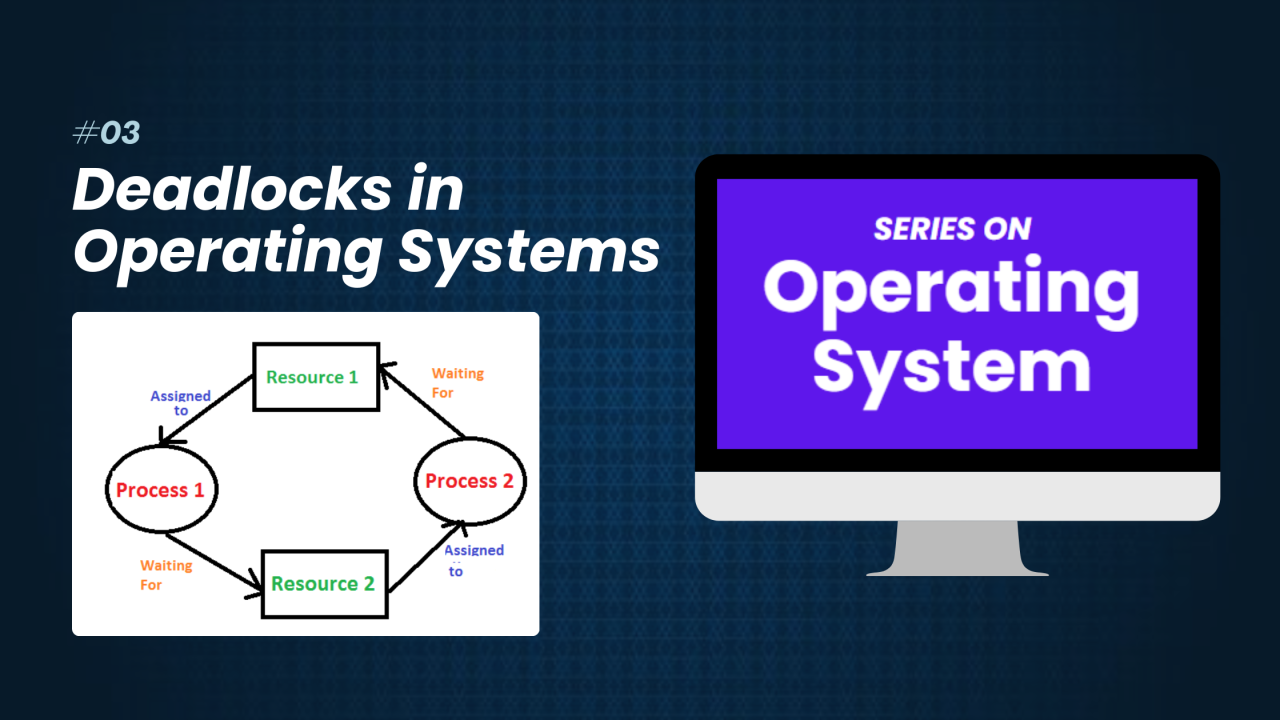 #03
Deadlocks in
Operating Systems
SERIES ON
Operating
System
Resource 1
Waiting
For
Assigned
to
Process 1
Process 2
Waiting
For
Assigned
to
Resource 2